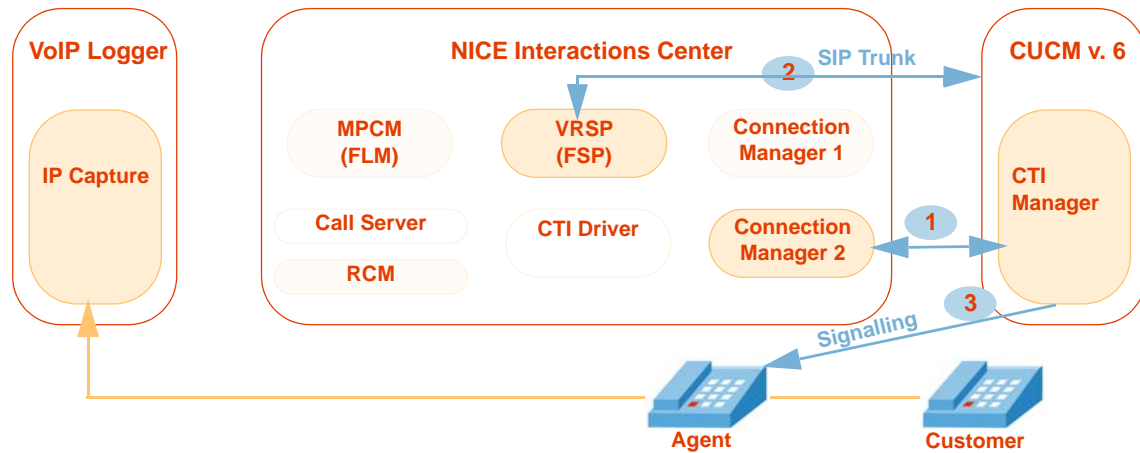 VoIP Logger
IP Capture
NICE Interactions Center
2
SIP Trunk
MPCM
(FLM)
VRSP
(FSP)
Connection
Manager 1
Call Server
RCM
CTI Driver
Connection
Manager 2
1
CUCM v. 6
CTI
Manager
3
Signalling
Agent
Customer